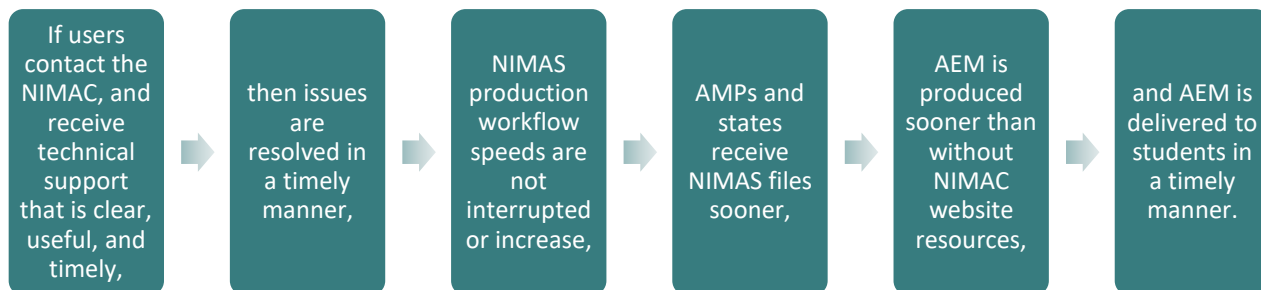 If users
contact the
NIMAC, and
receive
technical
support
that is clear,
useful, and
timely,
then issues
are
resolved in
a timely
manner,
NIMAS
production
workflow
speeds are
not
interrupted
or increase,
AMPs and
states
receive
NIMAS files
sooner,
AEM is
produced
sooner than
without
NIMAC
website
resources,
and AEM is
delivered to
students in
a timely
manner.